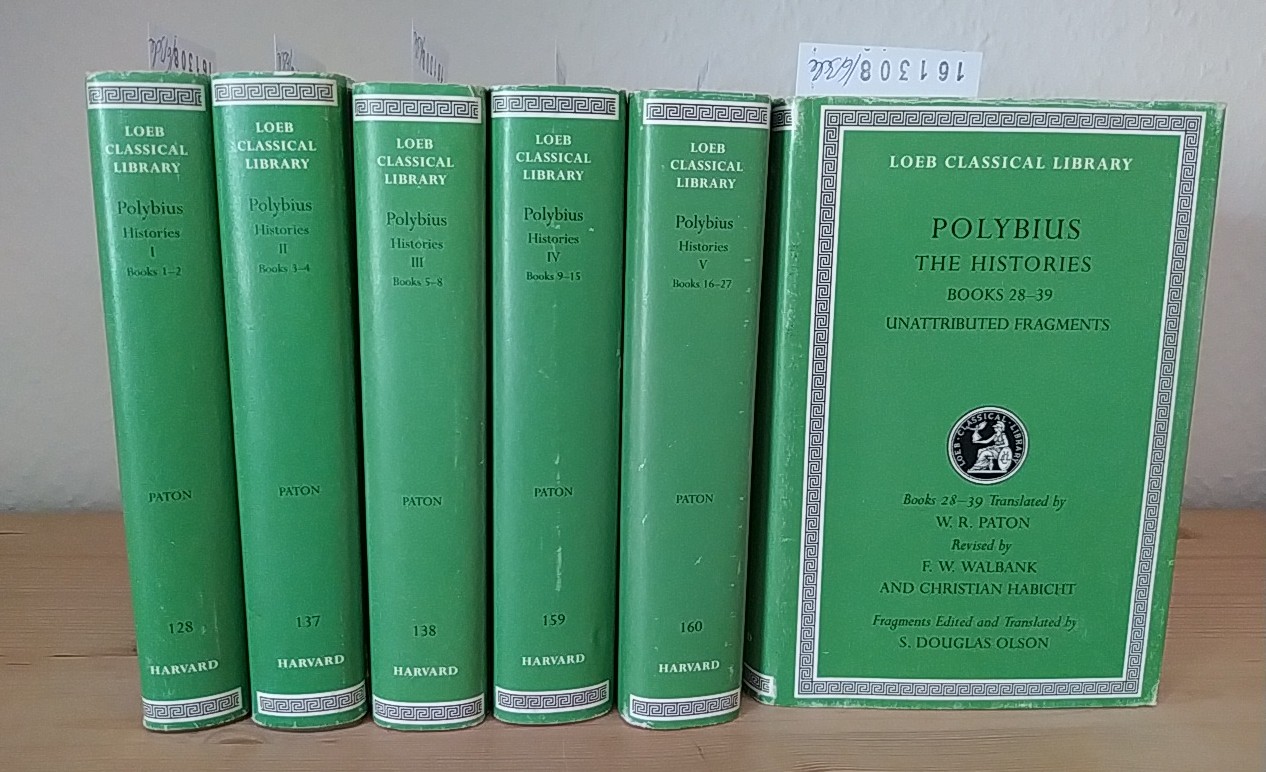 LOEB
CLASSICAL
LIBRARY
Polybius
Histories
I
Books 1–2
PATON
128
HARVARD
LOEB
CLASSICAL
LIBRARY
Polybius
Histories
II
Books 3–4
PATON
137
HARVARD
LOEB
CLASSICAL
LIBRARY
Polybius
Histories
III
Books 5–8
PATON
138
HARVARD
LOEB
CLASSICAL
LIBRARY
Polybius
Histories
IV
Books 9–15
PATON
159
HARVARD
LOEB
CLASSICAL
LIBRARY
Polybius
Histories
V
Books 16–27
PATON
160
HARVARD
161308
LOEB CLASSICAL LIBRARY
POLYBIUS
THE HISTORIES
BOOKS 28–39
UNATTRIBUTED FRAGMENTS
LOEB · CLASSICAL · LIBRARY
Books 28–39 Translated by
W. R. PATON
Revised by
F. W. WALBANK
AND CHRISTIAN HABICHT
Fragments Edited and Translated by
S. DOUGLAS OLSON